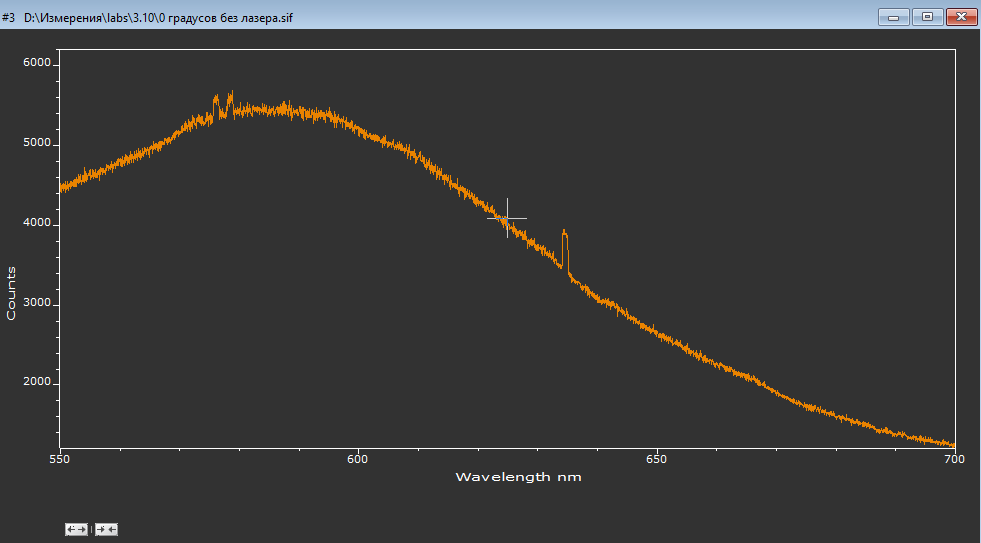 #3 D:\Измерения\labs\3.10\0 градусов без лазера.sif
6000
5000
4000
3000
2000
Counts
550 600 650 700
Wavelength nm